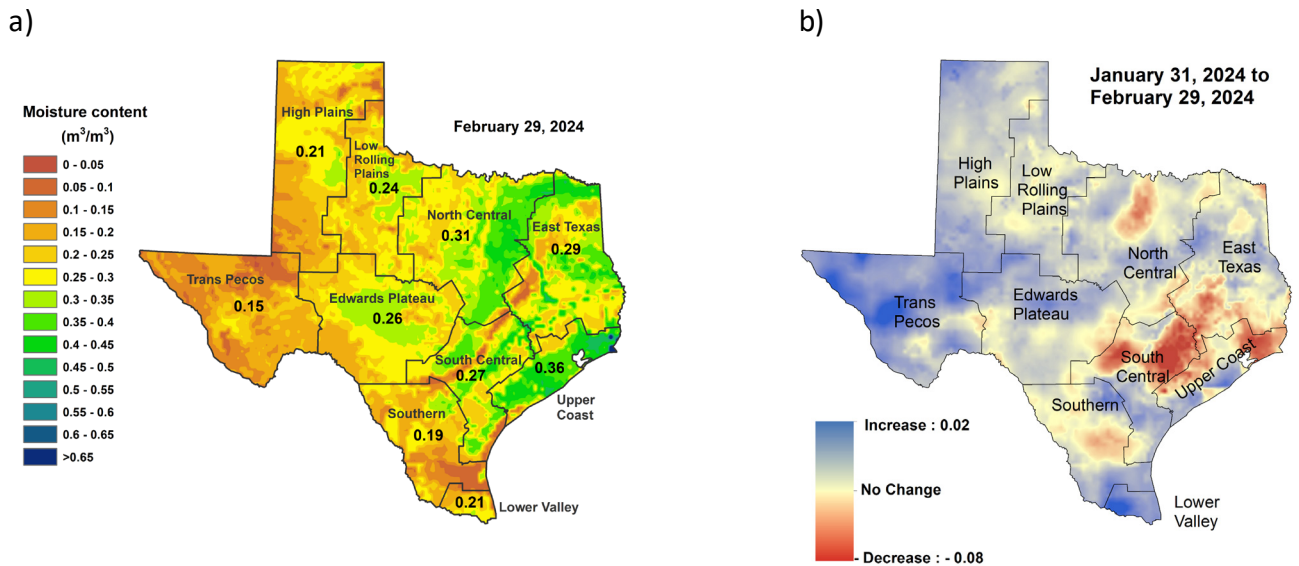 a)
Moisture content
(m³/m³)
0 - 0.05
0.05 - 0.1
0.1 - 0.15
0.15 - 0.2
0.2 - 0.25
0.25 - 0.3
0.3 - 0.35
0.35 - 0.4
0.4 - 0.45
0.45 - 0.5
0.5 - 0.55
0.55 - 0.6
0.6 - 0.65
>0.65
February 29, 2024
High Plains
0.21
Low
Rolling
Plains
0.24
North Central
0.31
East Texas
0.29
Trans Pecos
0.15
Edwards Plateau
0.26
South Central
0.27
0.36
Upper
Coast
Southern
0.19
0.21
Lower Valley
b)
January 31, 2024 to
February 29, 2024
High
Plains
Low
Rolling
Plains
North
Central
East
Texas
Trans
Pecos
Edwards
Plateau
South
Central
Upper Coast
Southern
Lower
Valley
Increase : 0.02
No Change
Decrease : - 0.08